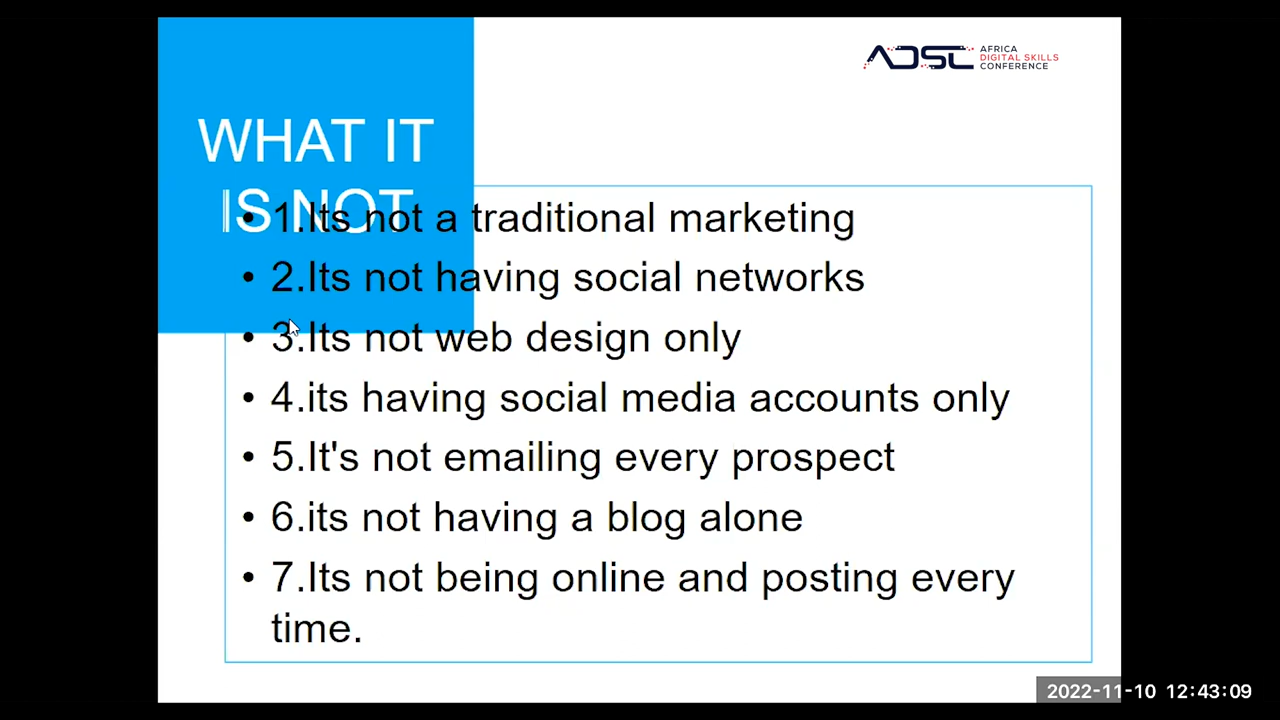 ADSC
AFRICA
DIGITAL SKILLS
CONFERENCE
WHAT IT
IS NOT
• 1.Its not a traditional marketing
• 2.Its not having social networks
• 3.Its not web design only
• 4.its having social media accounts only
• 5.It's not emailing every prospect
• 6.its not having a blog alone
• 7.Its not being online and posting every
time.
2022-11-10 12:43:09